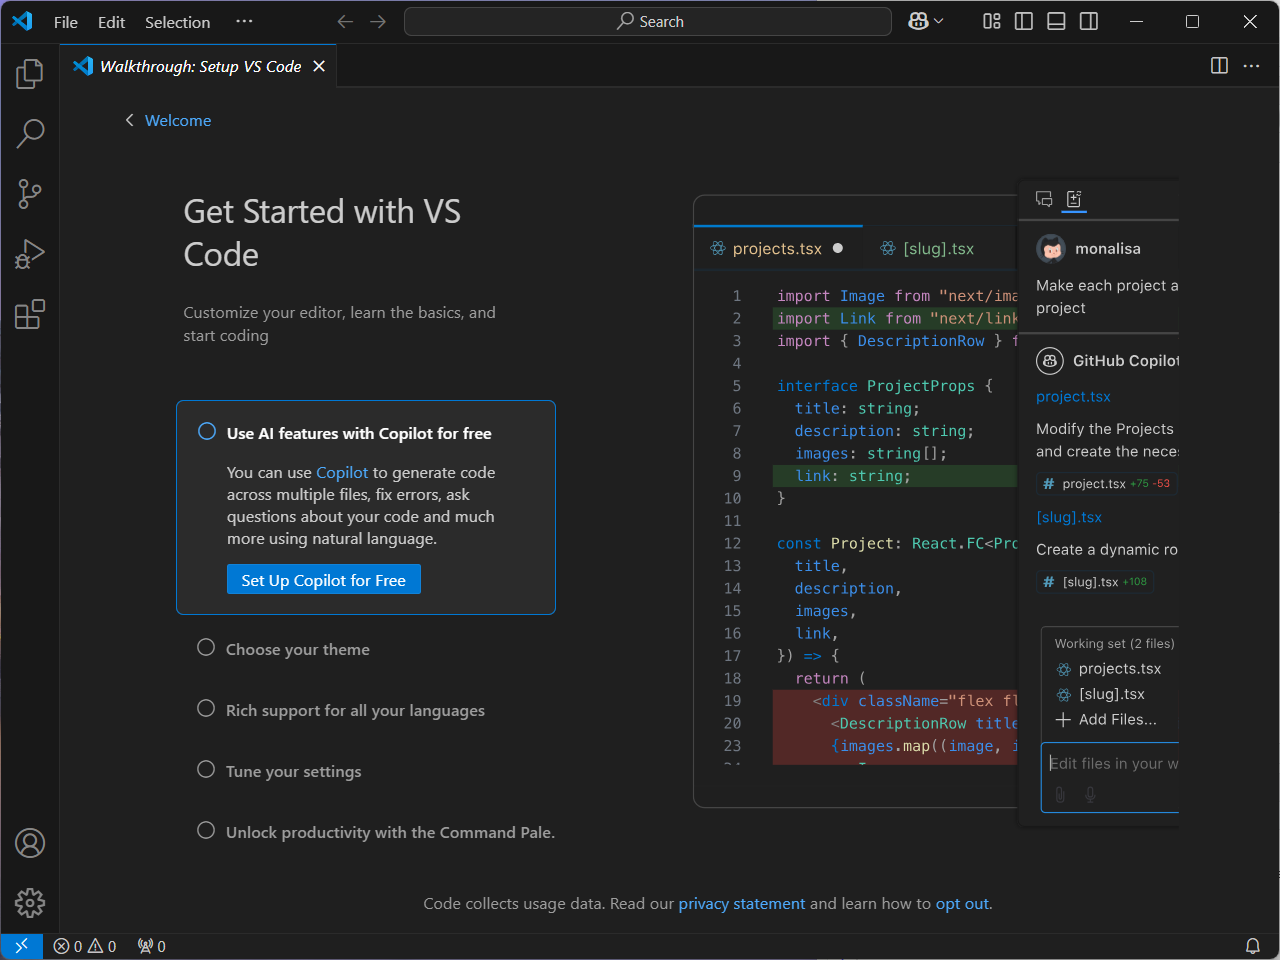 File Edit Selection ··· Search
Walkthrough: Setup VS Code
Welcome
Get Started with VS
Code
Customize your editor, learn the basics, and
start coding
Use AI features with Copilot for free
You can use Copilot to generate code
across multiple files, fix errors, ask
questions about your code and much
more using natural language.
Set Up Copilot for Free
Choose your theme
Rich support for all your languages
Tune your settings
Unlock productivity with the Command Pale.
projects.tsx [slug].tsx
1 import Image from "next/ima
2 import Link from "next/link
3 import { DescriptionRow } f
4
5 interface ProjectProps {
6 title: string;
7 description: string;
8 images: string[];
9 link: string;
10 }
11
12 const Project: React.FC<Pro
13 title,
14 description,
15 images,
16 link,
17 }) => {
18 return (
19 <div className="flex fl
20 <DescriptionRow title
23 {images.map((image, i
monalisa
Make each project a
project
GitHub Copilot
project.tsx
Modify the Projects
and create the neces
# project.tsx +75 -53
[slug].tsx
Create a dynamic ro
# [slug].tsx +108
Working set (2 files)
projects.tsx
[slug].tsx
Add Files...
Edit files in your w
Code collects usage data. Read our privacy statement and learn how to opt out.
0 0 0